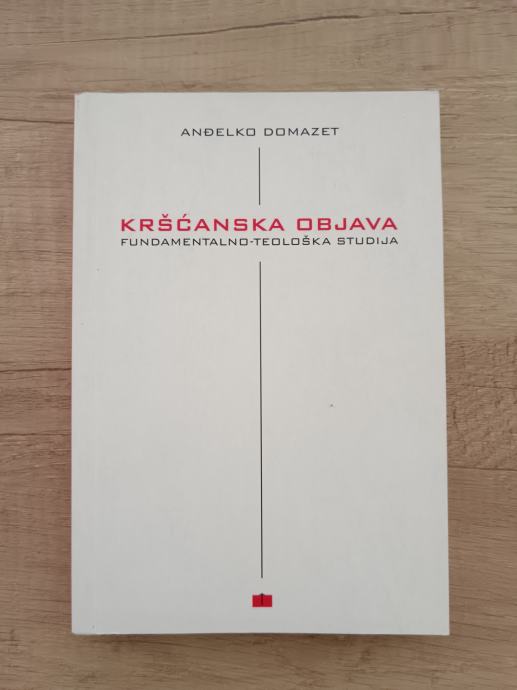 ANĐELKO DOMAZET
KRŠĆANSKA OBJAVA
FUNDAMENTALNO-TEOLOŠKA STUDIJA